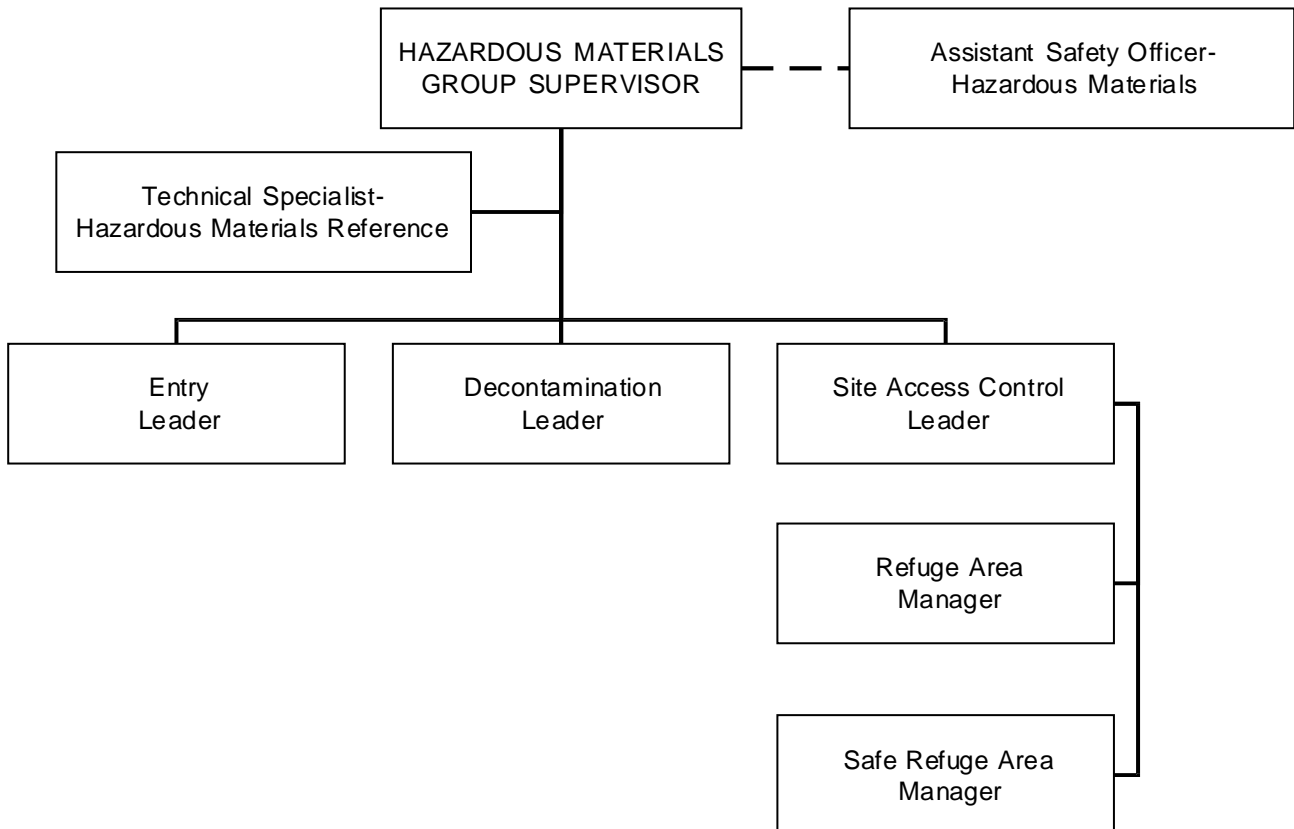 HAZARDOUS MATERIALS
GROUP SUPERVISOR
Assistant Safety Officer-
Hazardous Materials
Technical Specialist-
Hazardous Materials Reference
Entry
Leader
Decontamination
Leader
Site Access Control
Leader
Refuge Area
Manager
Safe Refuge Area
Manager